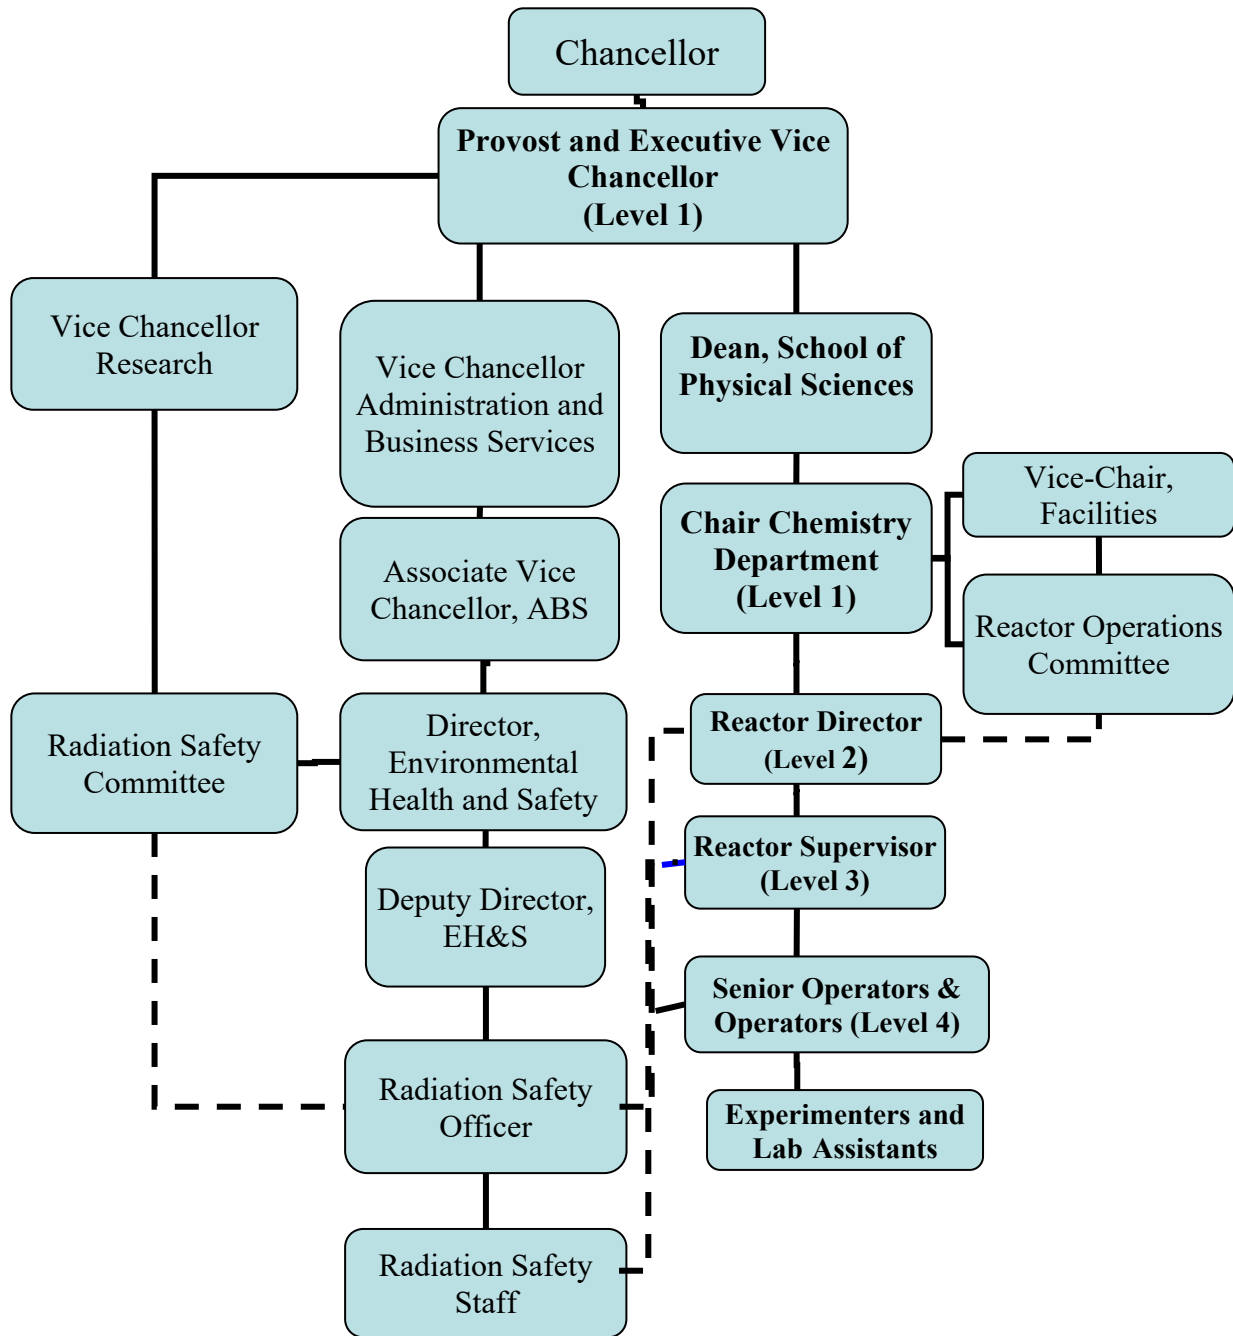 Chancellor
Provost and Executive Vice
Chancellor
(Level 1)
Vice Chancellor
Research
Vice Chancellor
Administration and
Business Services
Dean, School of
Physical Sciences
Vice-Chair,
Facilities
Chair Chemistry
Department
(Level 1)
Associate Vice
Chancellor, ABS
Reactor Operations
Committee
Radiation Safety
Committee
Director,
Environmental
Health and Safety
Reactor Director
(Level 2)
Reactor Supervisor
(Level 3)
Deputy Director,
EH&S
Senior Operators &
Operators (Level 4)
Radiation Safety
Officer
Experimenters and
Lab Assistants
Radiation Safety
Staff